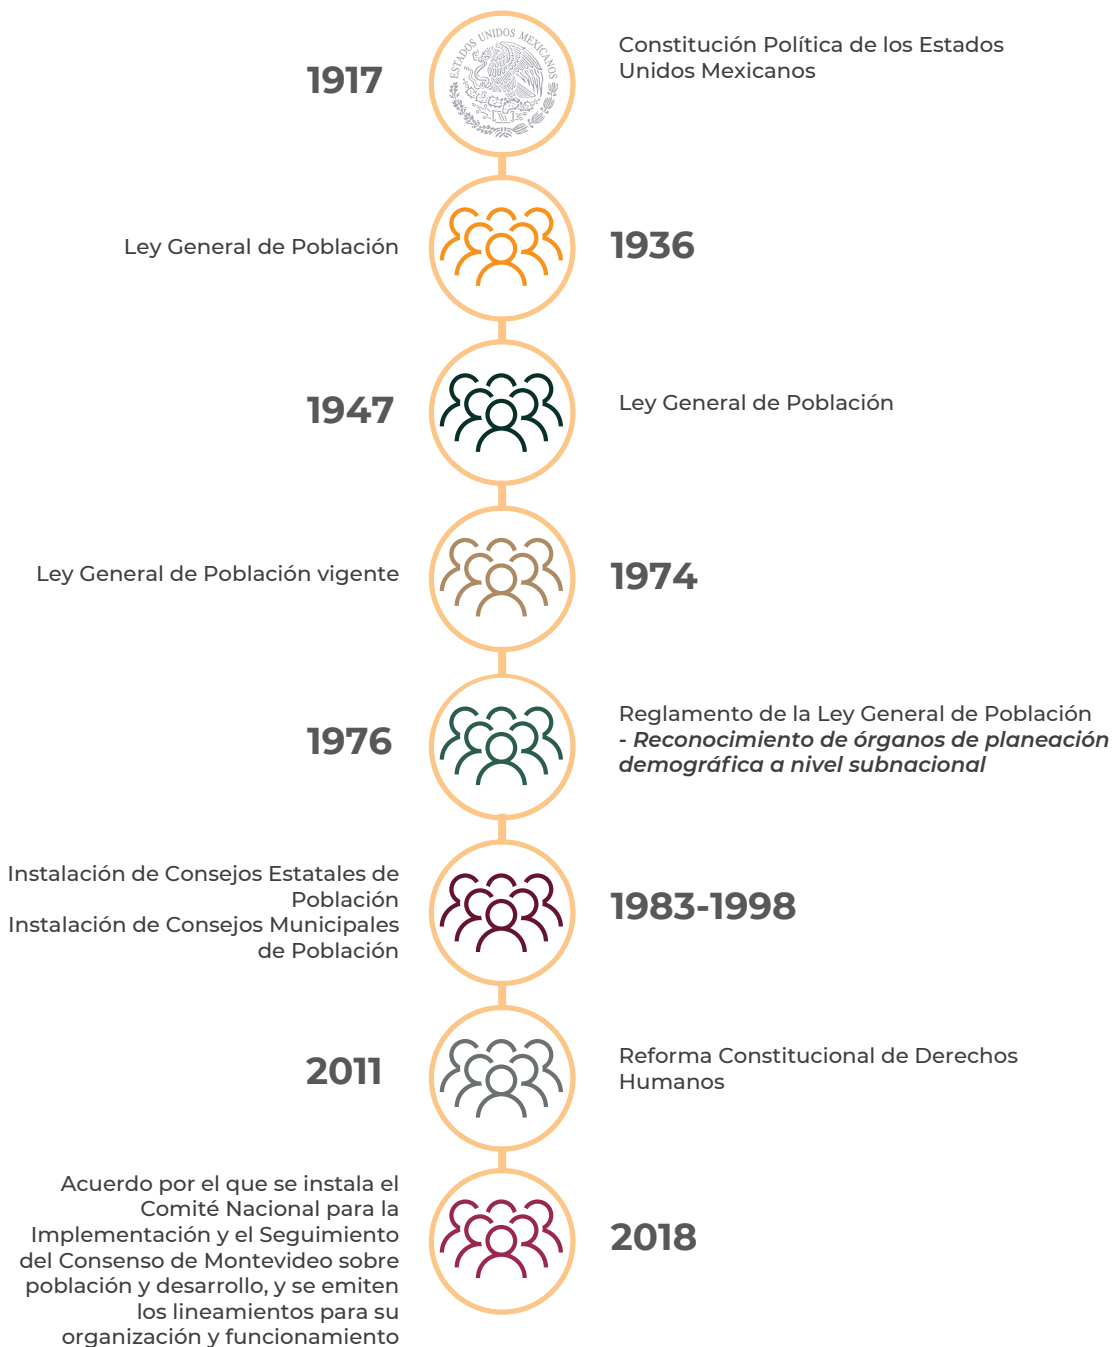 ESTADOS UNIDOS MEXICANOS
1917
Constitución Política de los Estados
Unidos Mexicanos
Ley General de Población
1936
1947
Ley General de Población
Ley General de Población vigente
1974
1976
Reglamento de la Ley General de Población
- Reconocimiento de órganos de planeación
demográfica a nivel subnacional
Instalación de Consejos Estatales de
Población
Instalación de Consejos Municipales
de Población
1983-1998
2011
Reforma Constitucional de Derechos
Humanos
Acuerdo por el que se instala el
Comité Nacional para la
Implementación y el Seguimiento
del Consenso de Montevideo sobre
población y desarrollo, y se emiten
los lineamientos para su
organización y funcionamiento
2018